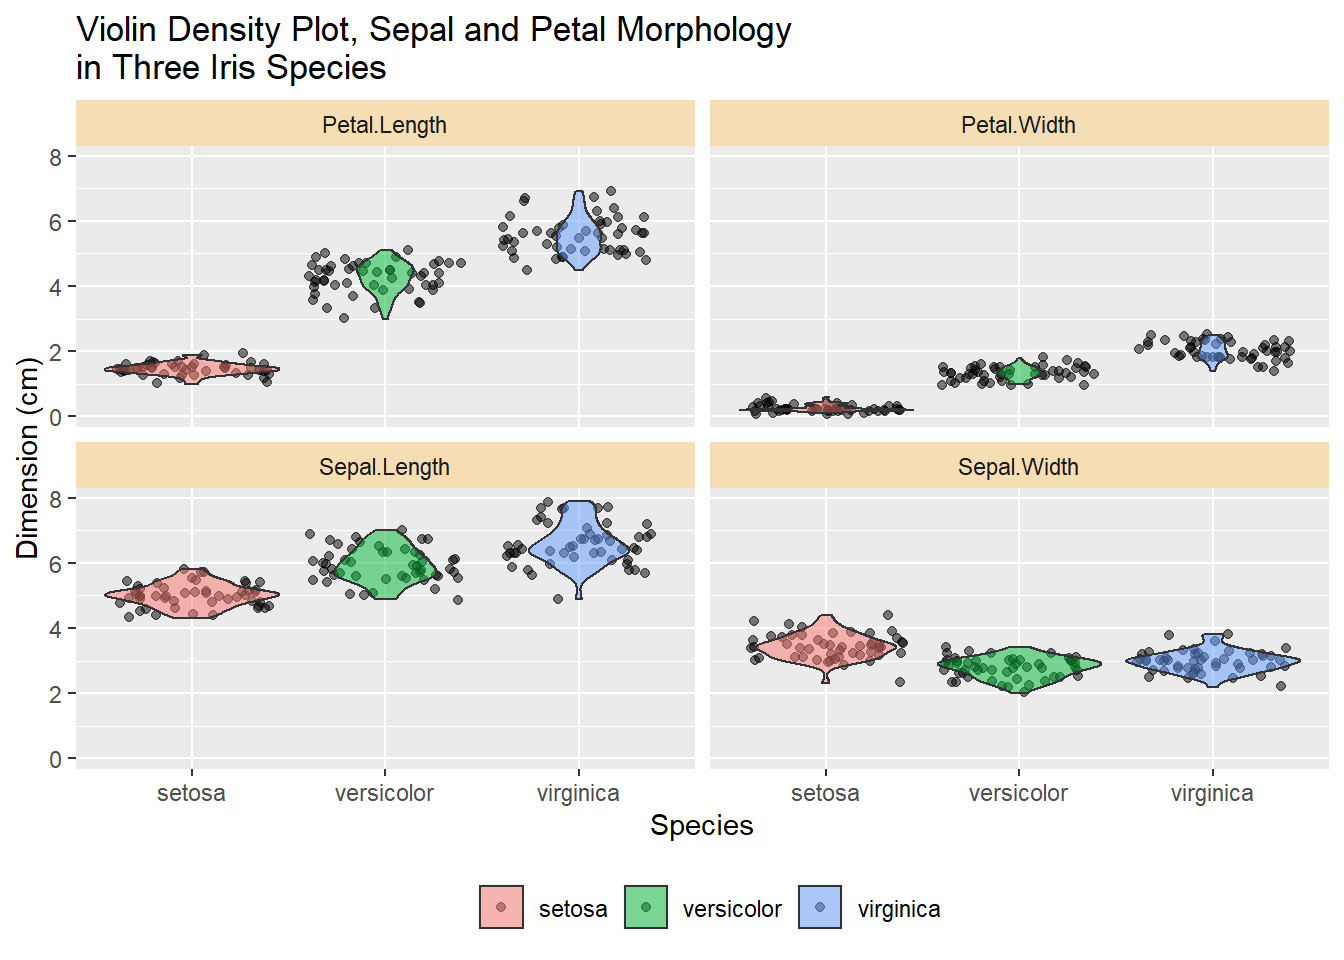 Violin Density Plot, Sepal and Petal Morphology
in Three Iris Species
Petal.Length
Petal.Width
8
6
4
2
0
Dimension (cm)
Sepal.Length
Sepal.Width
8
6
4
2
0
setosa
versicolor
virginica
setosa
versicolor
virginica
Species
setosa
versicolor
virginica